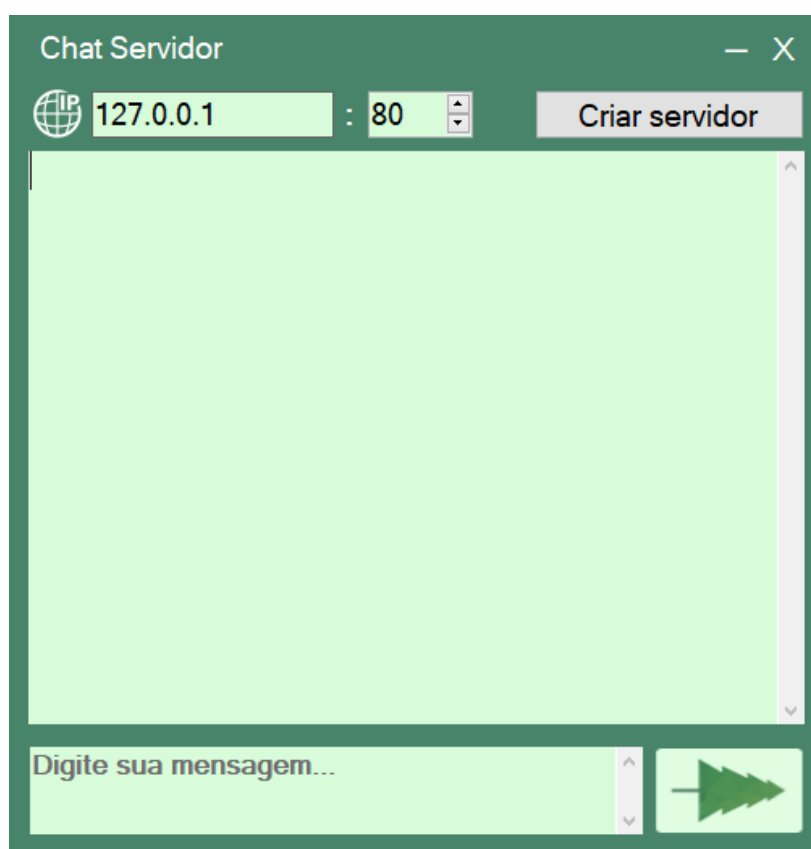 Chat Servidor – X
IP 127.0.0.1 : 80 Criar servidor
Digite sua mensagem...